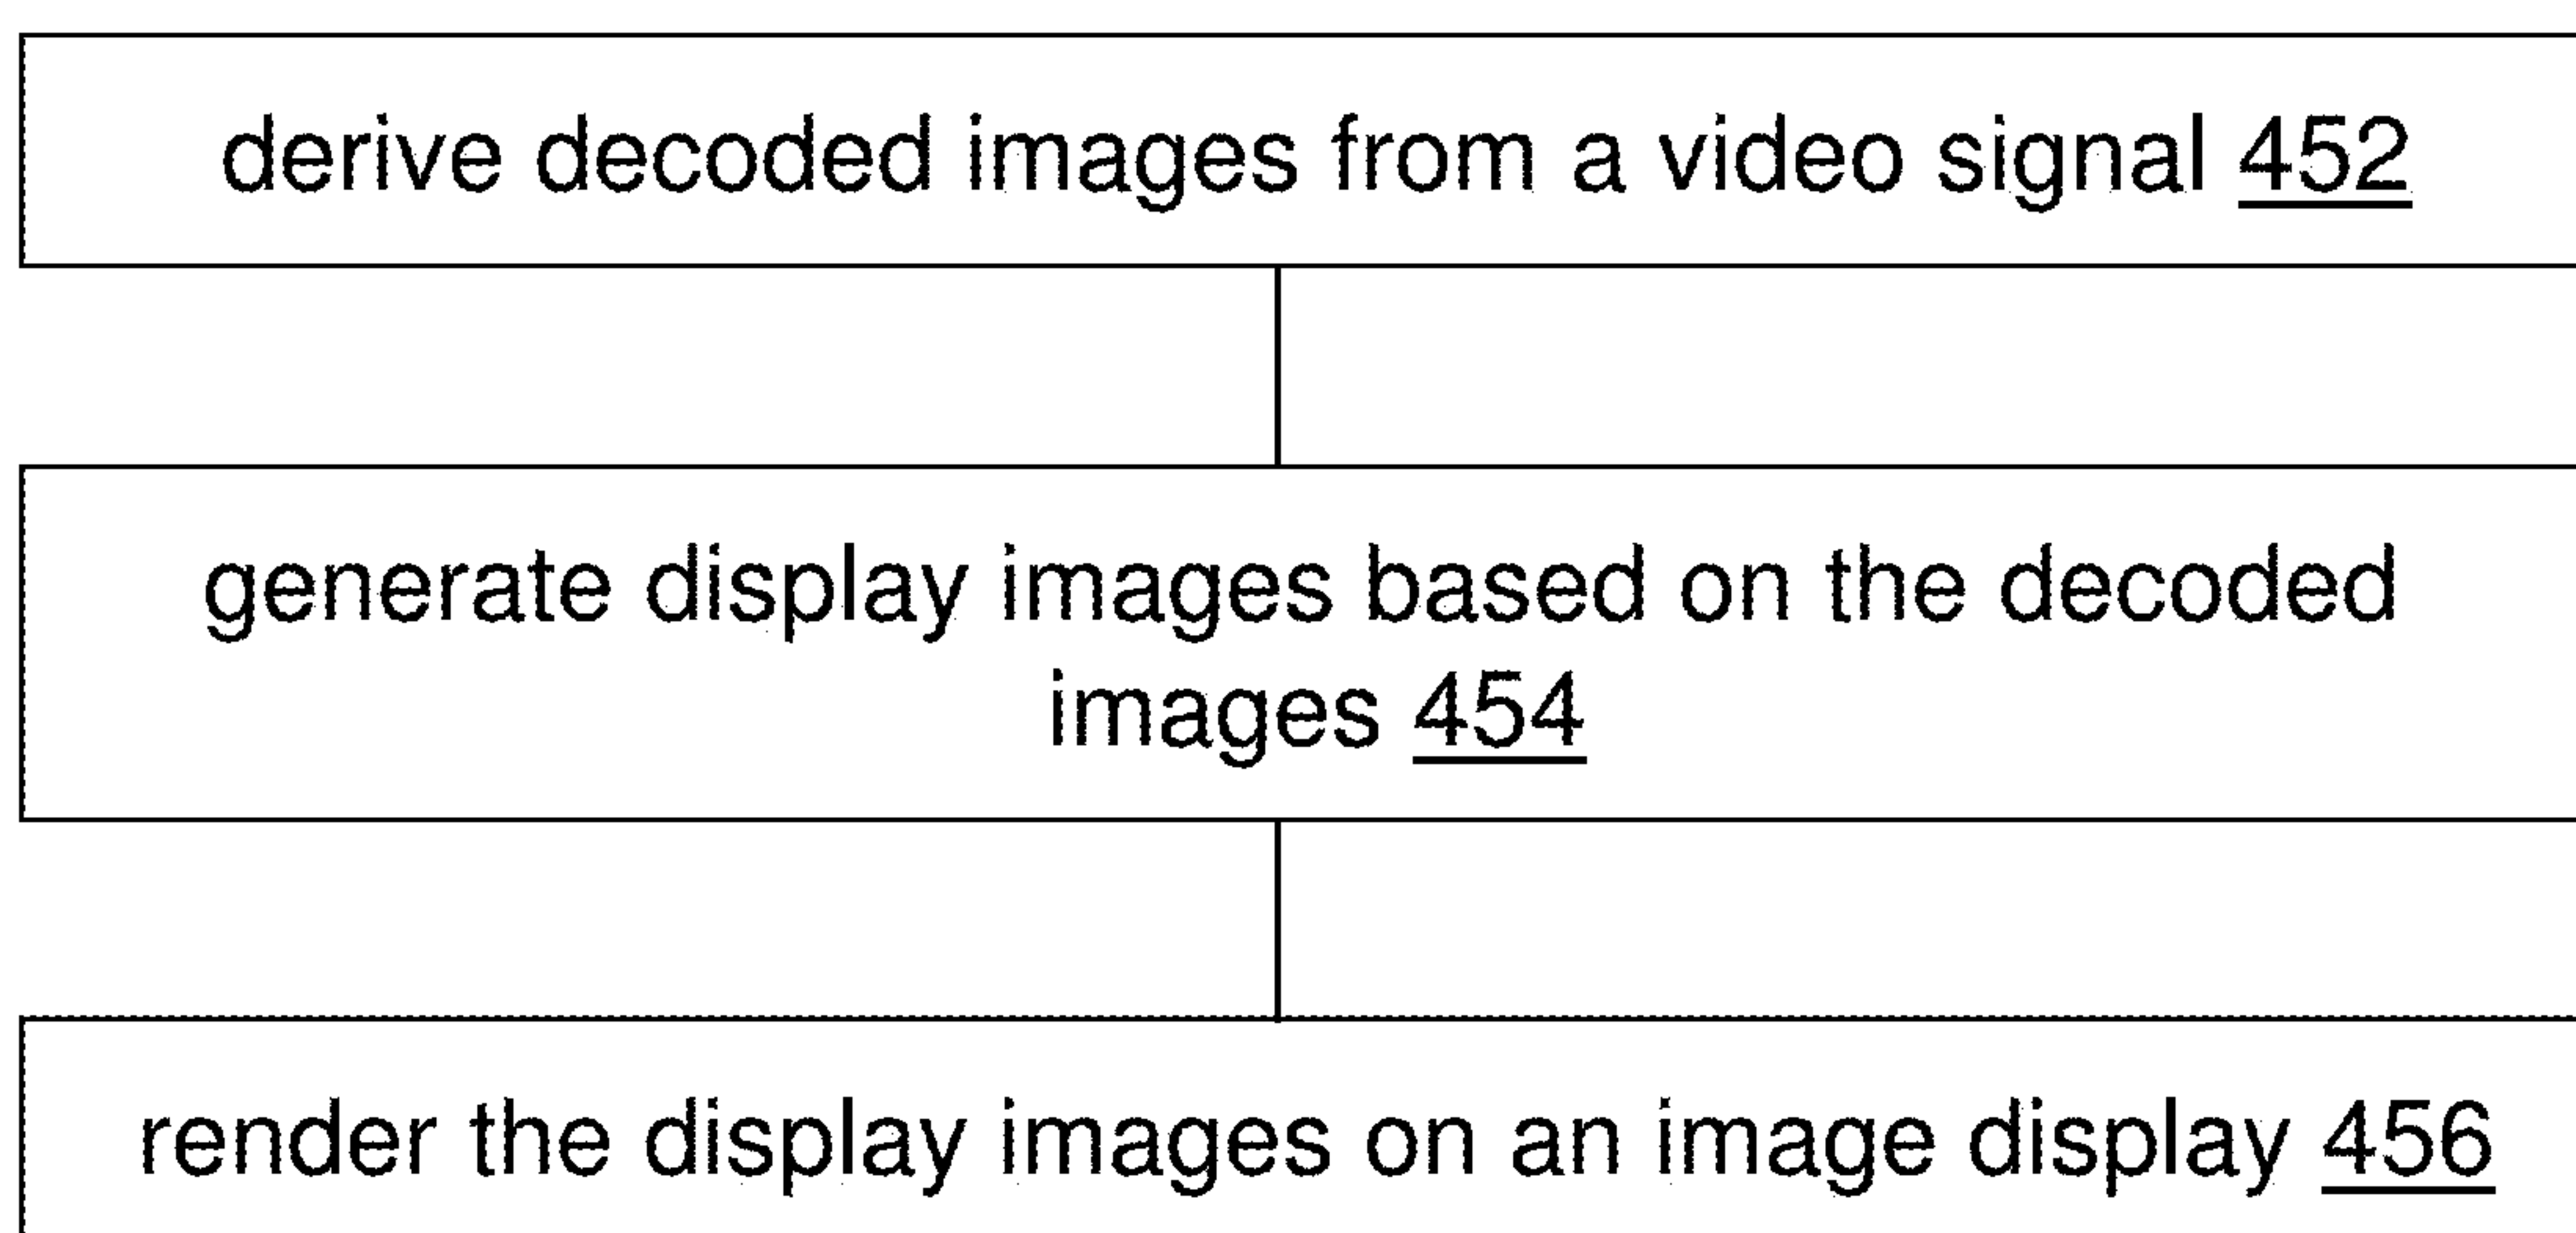 derive decoded images from a video signal 452
generate display images based on the decoded
images 454
render the display images on an image display 456